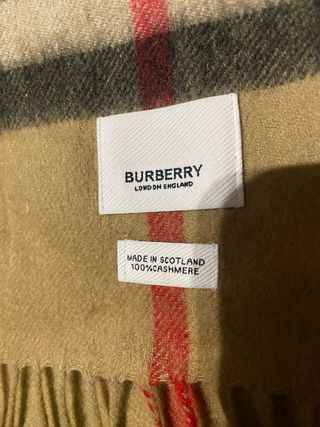 BURBERRY
LONDON ENGLAND
MADE IN SCOTLAND
100%CASHMERE